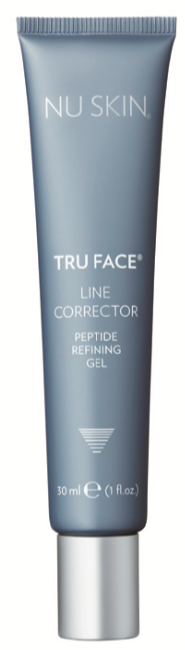 NU SKIN®
TRU FACE®
LINE
CORRECTOR
PEPTIDE
REFINING
GEL
30 ml ℮ (1 fl.oz.)